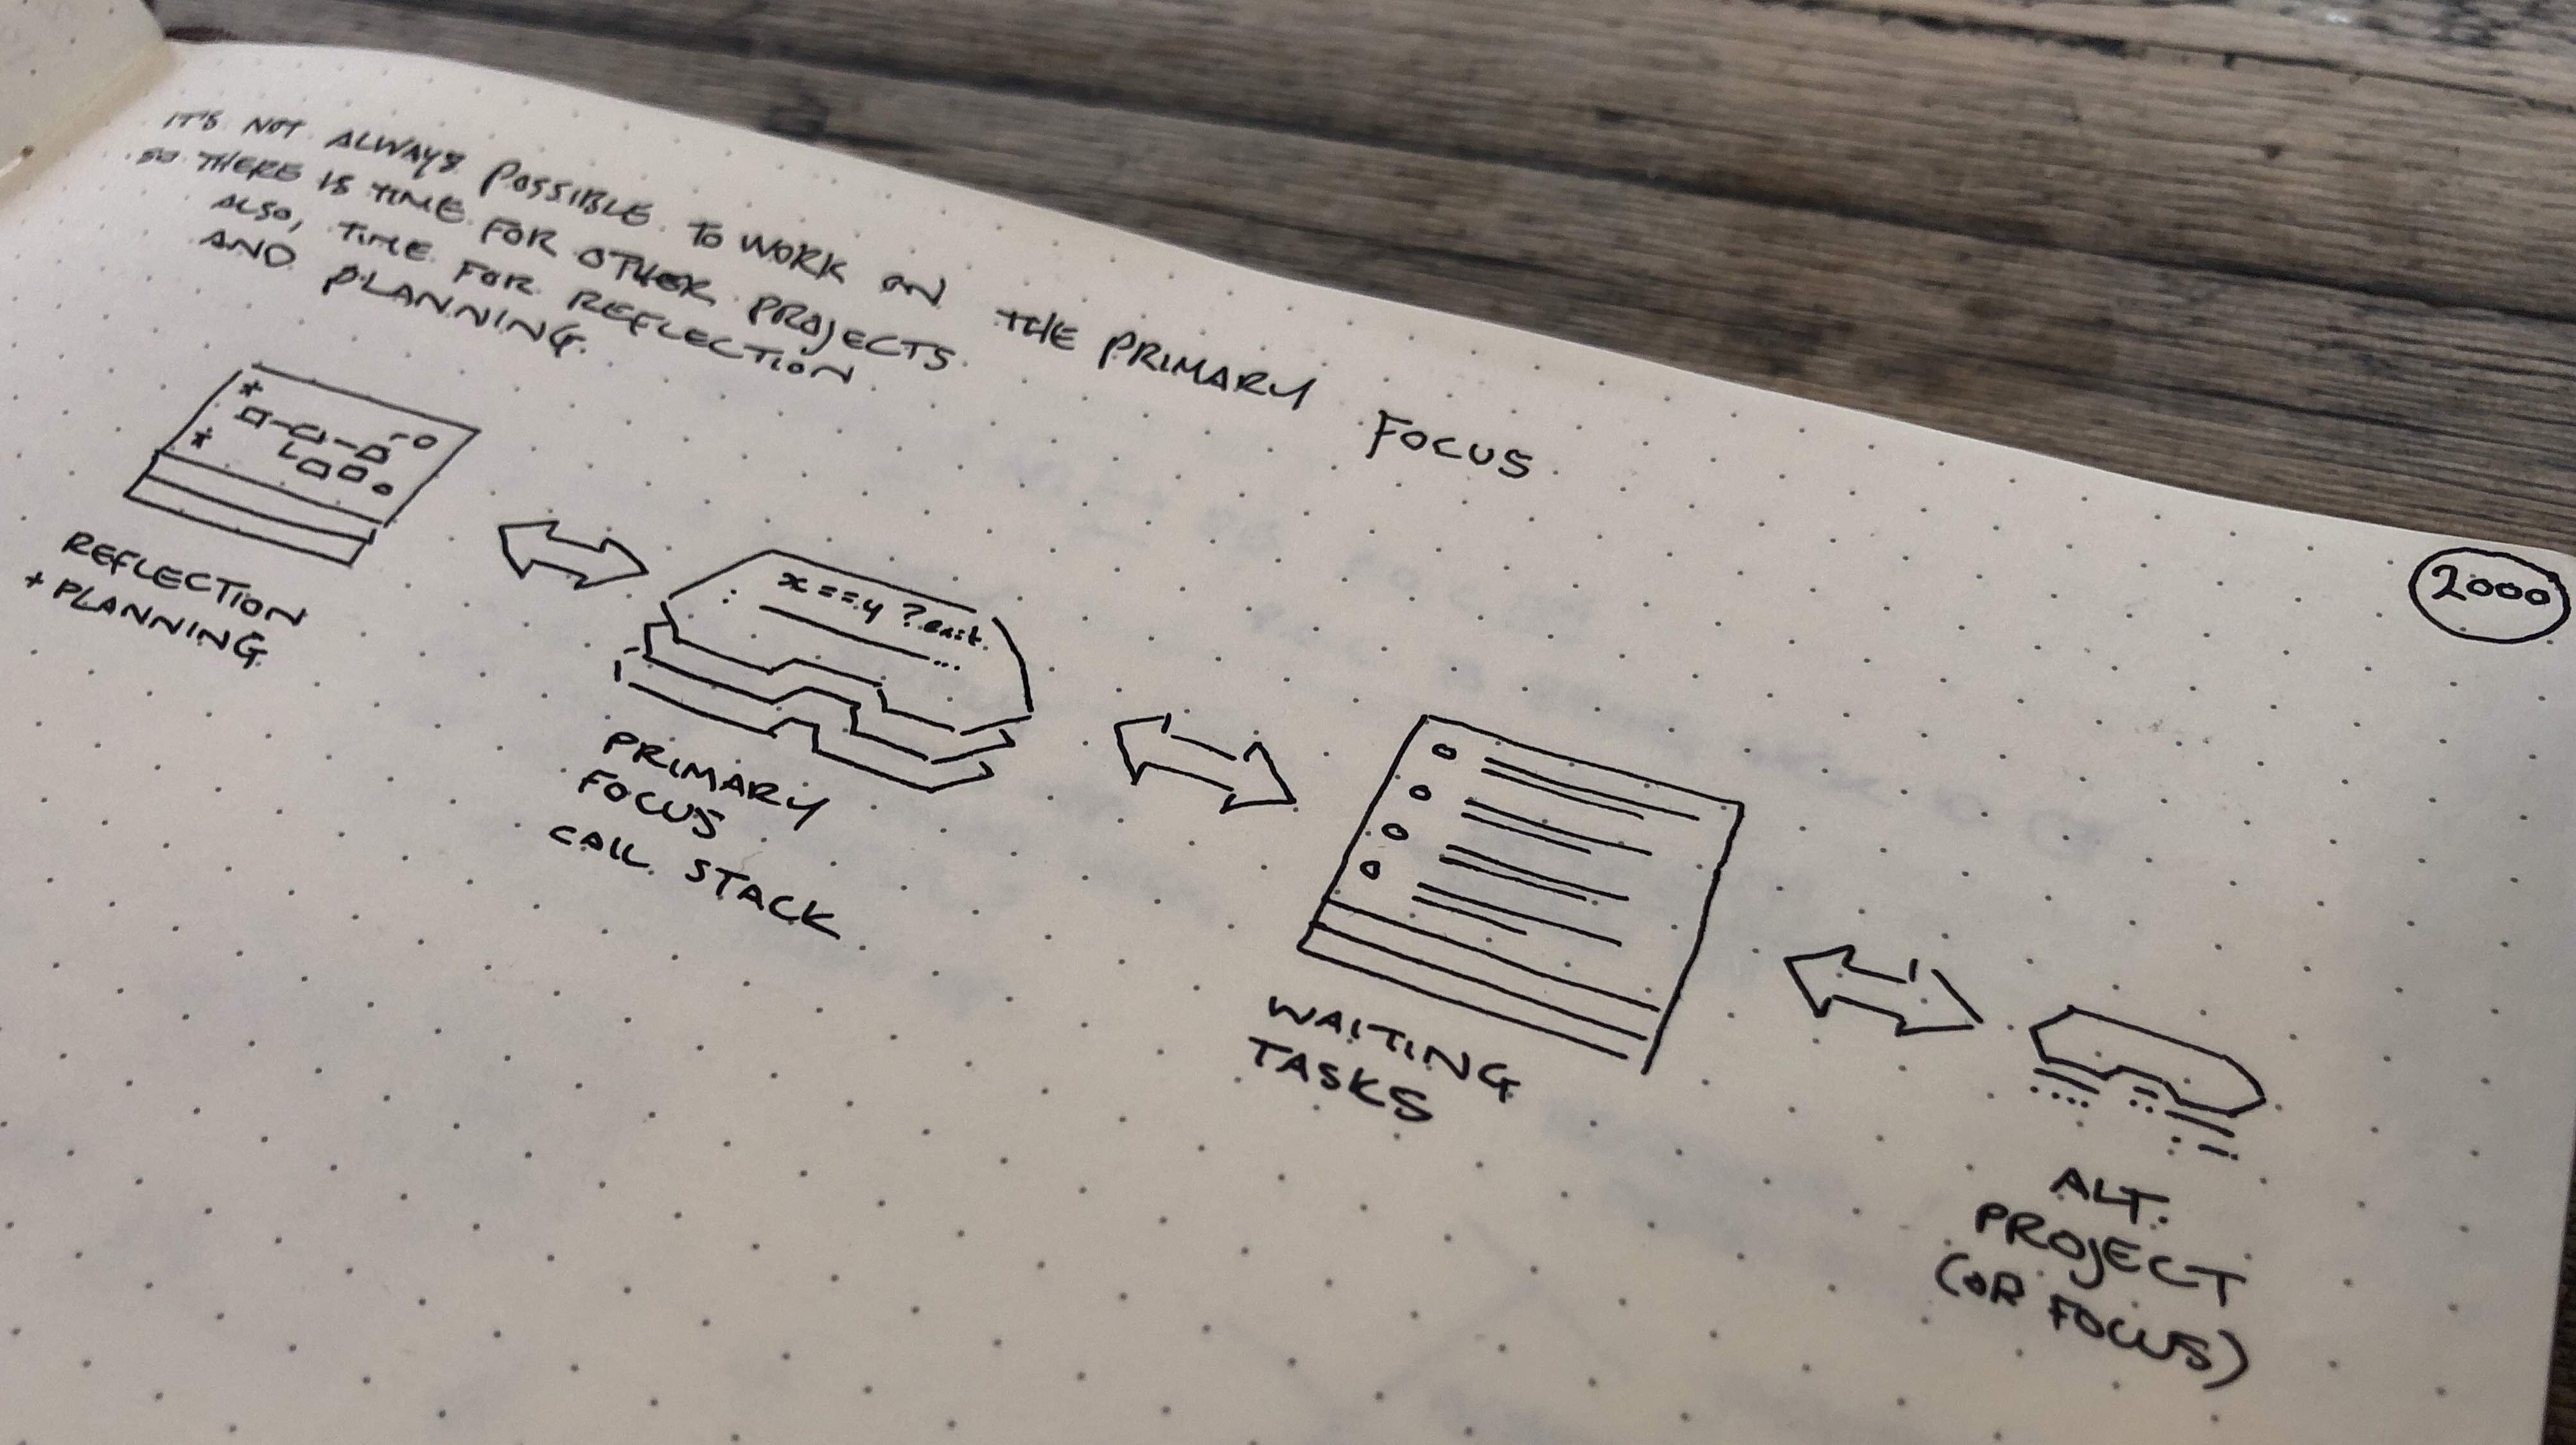 IT'S NOT ALWAYS POSSIBLE TO WORK ON THE PRIMARY FOCUS
SO THERE IS TIME FOR OTHER PROJECTS.
ALSO, TIME FOR REFLECTION
AND PLANNING.
2000
REFLECTION
+ PLANNING
x==y ?
: ...
PRIMARY
FOCUS
CALL STACK
WAITING
TASKS
ALT.
PROJECT
(OR FOCUS)